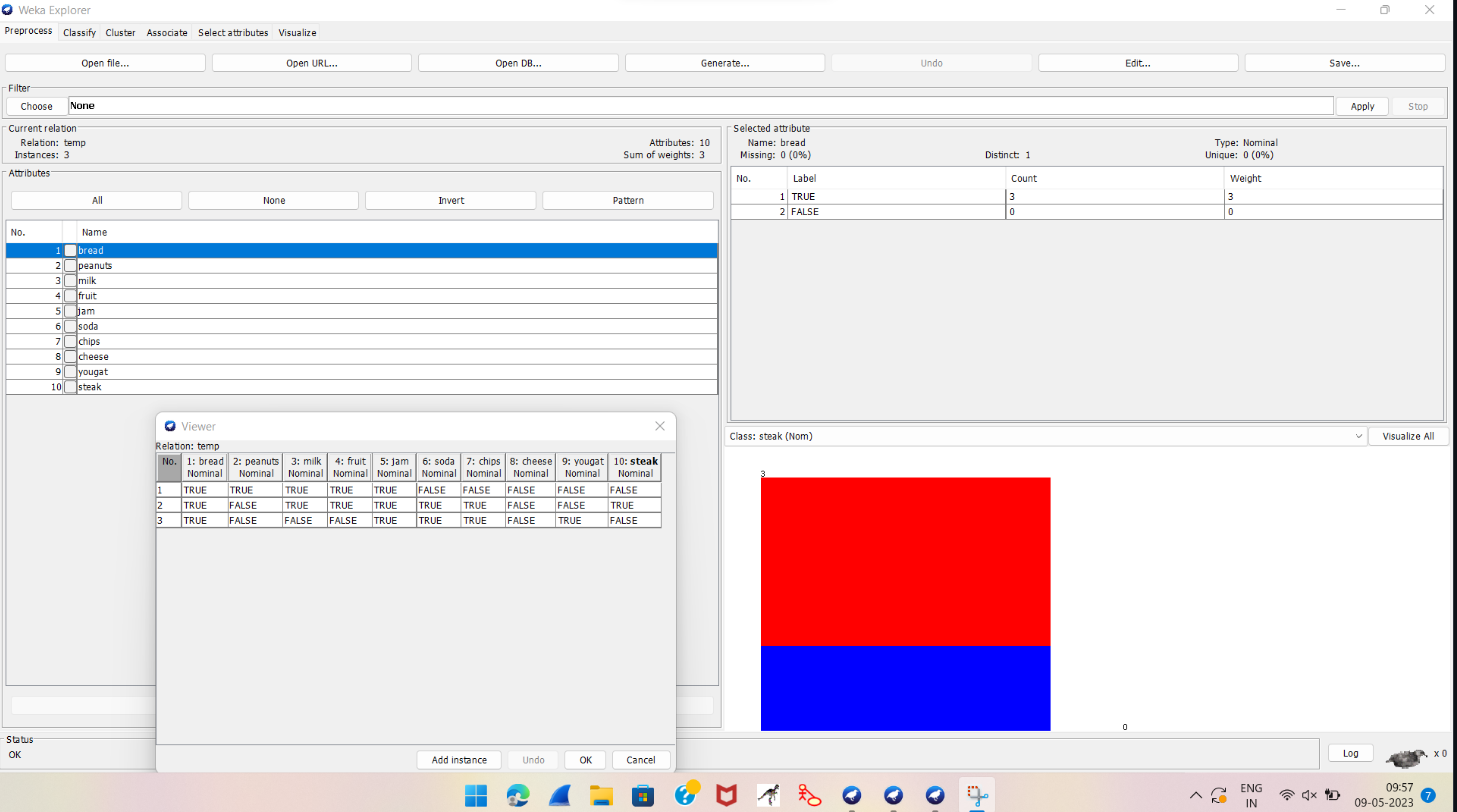 Weka Explorer
Preprocess Classify Cluster Associate Select attributes Visualize
Open file... Open URL... Open DB... Generate... Undo Edit... Save...
Filter
Choose None Apply Stop
Current relation
Relation: temp Attributes: 10
Instances: 3 Sum of weights: 3
Attributes
All None Invert Pattern
No. Name
1 bread
2 peanuts
3 milk
4 fruit
5 jam
6 soda
7 chips
8 cheese
9 yougat
10 steak
Selected attribute
Name: bread Type: Nominal
Missing: 0 (0%) Distinct: 1 Unique: 0 (0%)
No. Label Count Weight
1 TRUE 3 3
2 FALSE 0 0
Class: steak (Nom) Visualize All
3
0
Viewer
Relation: temp
No. 1: bread 2: peanuts 3: milk 4: fruit 5: jam 6: soda 7: chips 8: cheese 9: yougat 10: steak
Nominal Nominal Nominal Nominal Nominal Nominal Nominal Nominal Nominal Nominal
1 TRUE TRUE TRUE TRUE TRUE FALSE FALSE FALSE FALSE FALSE
2 TRUE FALSE TRUE TRUE TRUE TRUE TRUE FALSE FALSE TRUE
3 TRUE FALSE FALSE FALSE TRUE TRUE TRUE FALSE TRUE FALSE
Add instance Undo OK Cancel
Status
OK
Log x 0
ENG
IN
09:57
09-05-2023
7